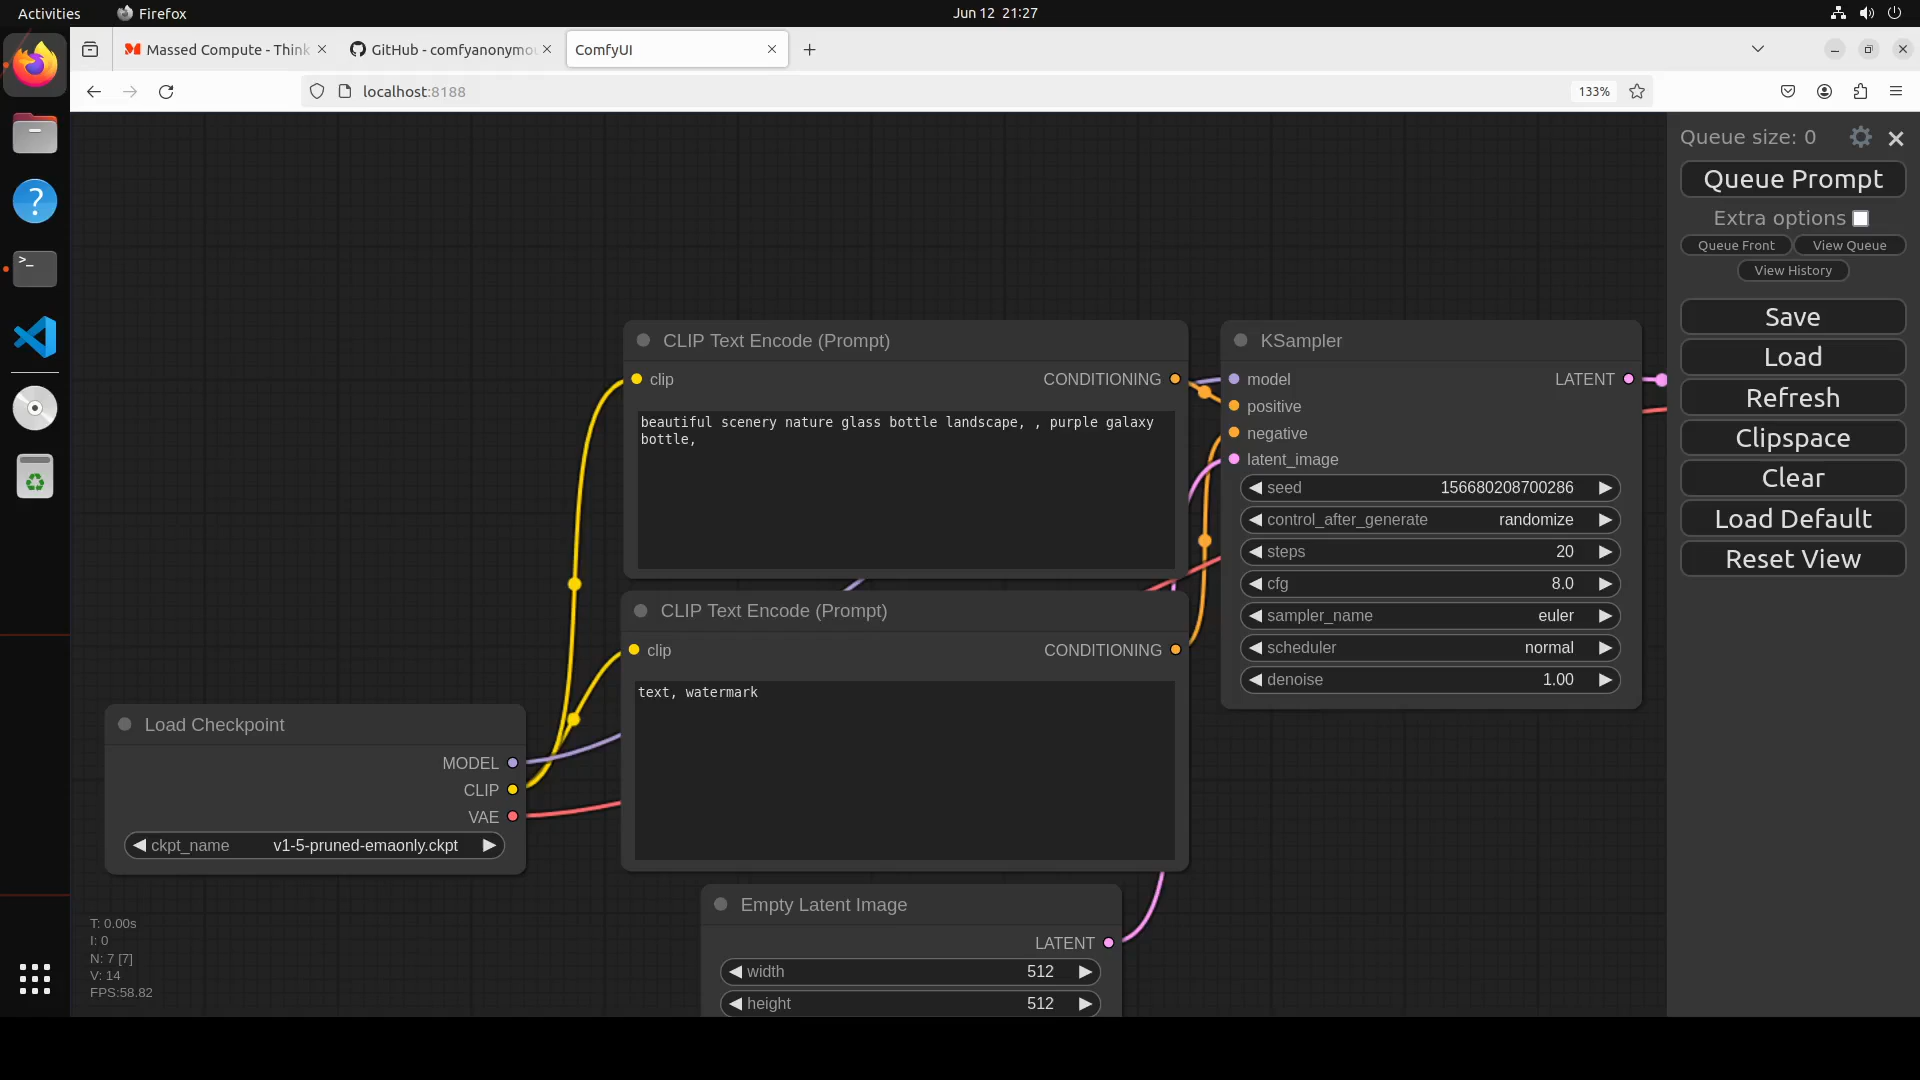 Activities
Firefox
Jun 12 21:27
Massed Compute - Think
GitHub - comfyanonymou
ComfyUI
localhost:8188
133%
Queue size: 0
Queue Prompt
Extra options
Queue Front
View Queue
View History
Save
Load
Refresh
Clipspace
Clear
Load Default
Reset View
CLIP Text Encode (Prompt)
clip
CONDITIONING
beautiful scenery nature glass bottle landscape, , purple galaxy
bottle,
KSampler
model
LATENT
positive
negative
latent_image
seed 156680208700286
control_after_generate randomize
steps 20
cfg 8.0
sampler_name euler
scheduler normal
denoise 1.00
CLIP Text Encode (Prompt)
clip
CONDITIONING
text, watermark
Load Checkpoint
MODEL
CLIP
VAE
ckpt_name v1-5-pruned-emaonly.ckpt
Empty Latent Image
LATENT
width 512
height 512
T: 0.00s
I: 0
N: 7 [7]
V: 14
FPS:58.82